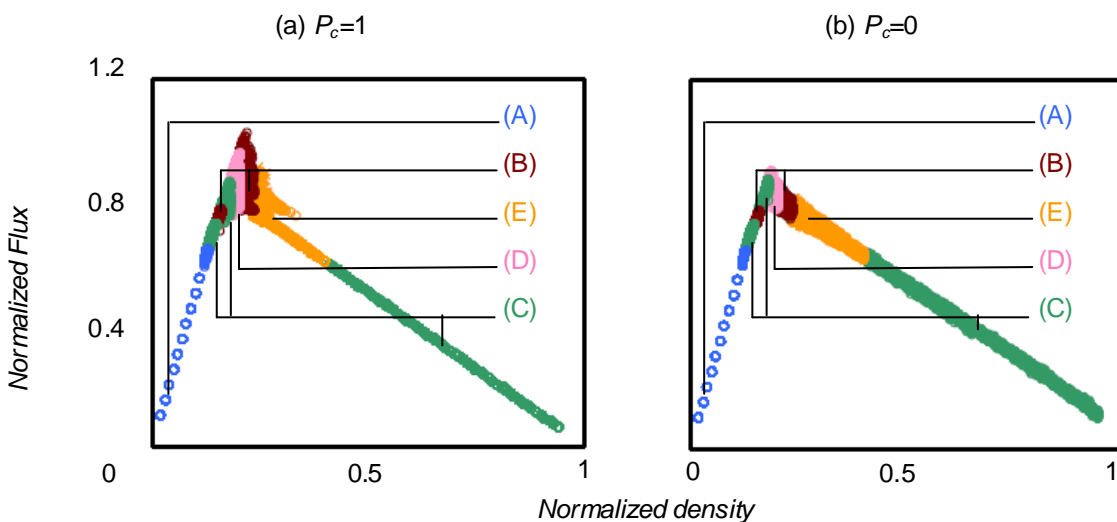 (a) Pc=1
(b) Pc=0
1.2
(A)
(A)
(B)
(B)
0.8
(E)
(E)
(D)
(D)
(C)
(C)
0.4
Normalized Flux
0
0.5
1
0
0.5
1
Normalized density